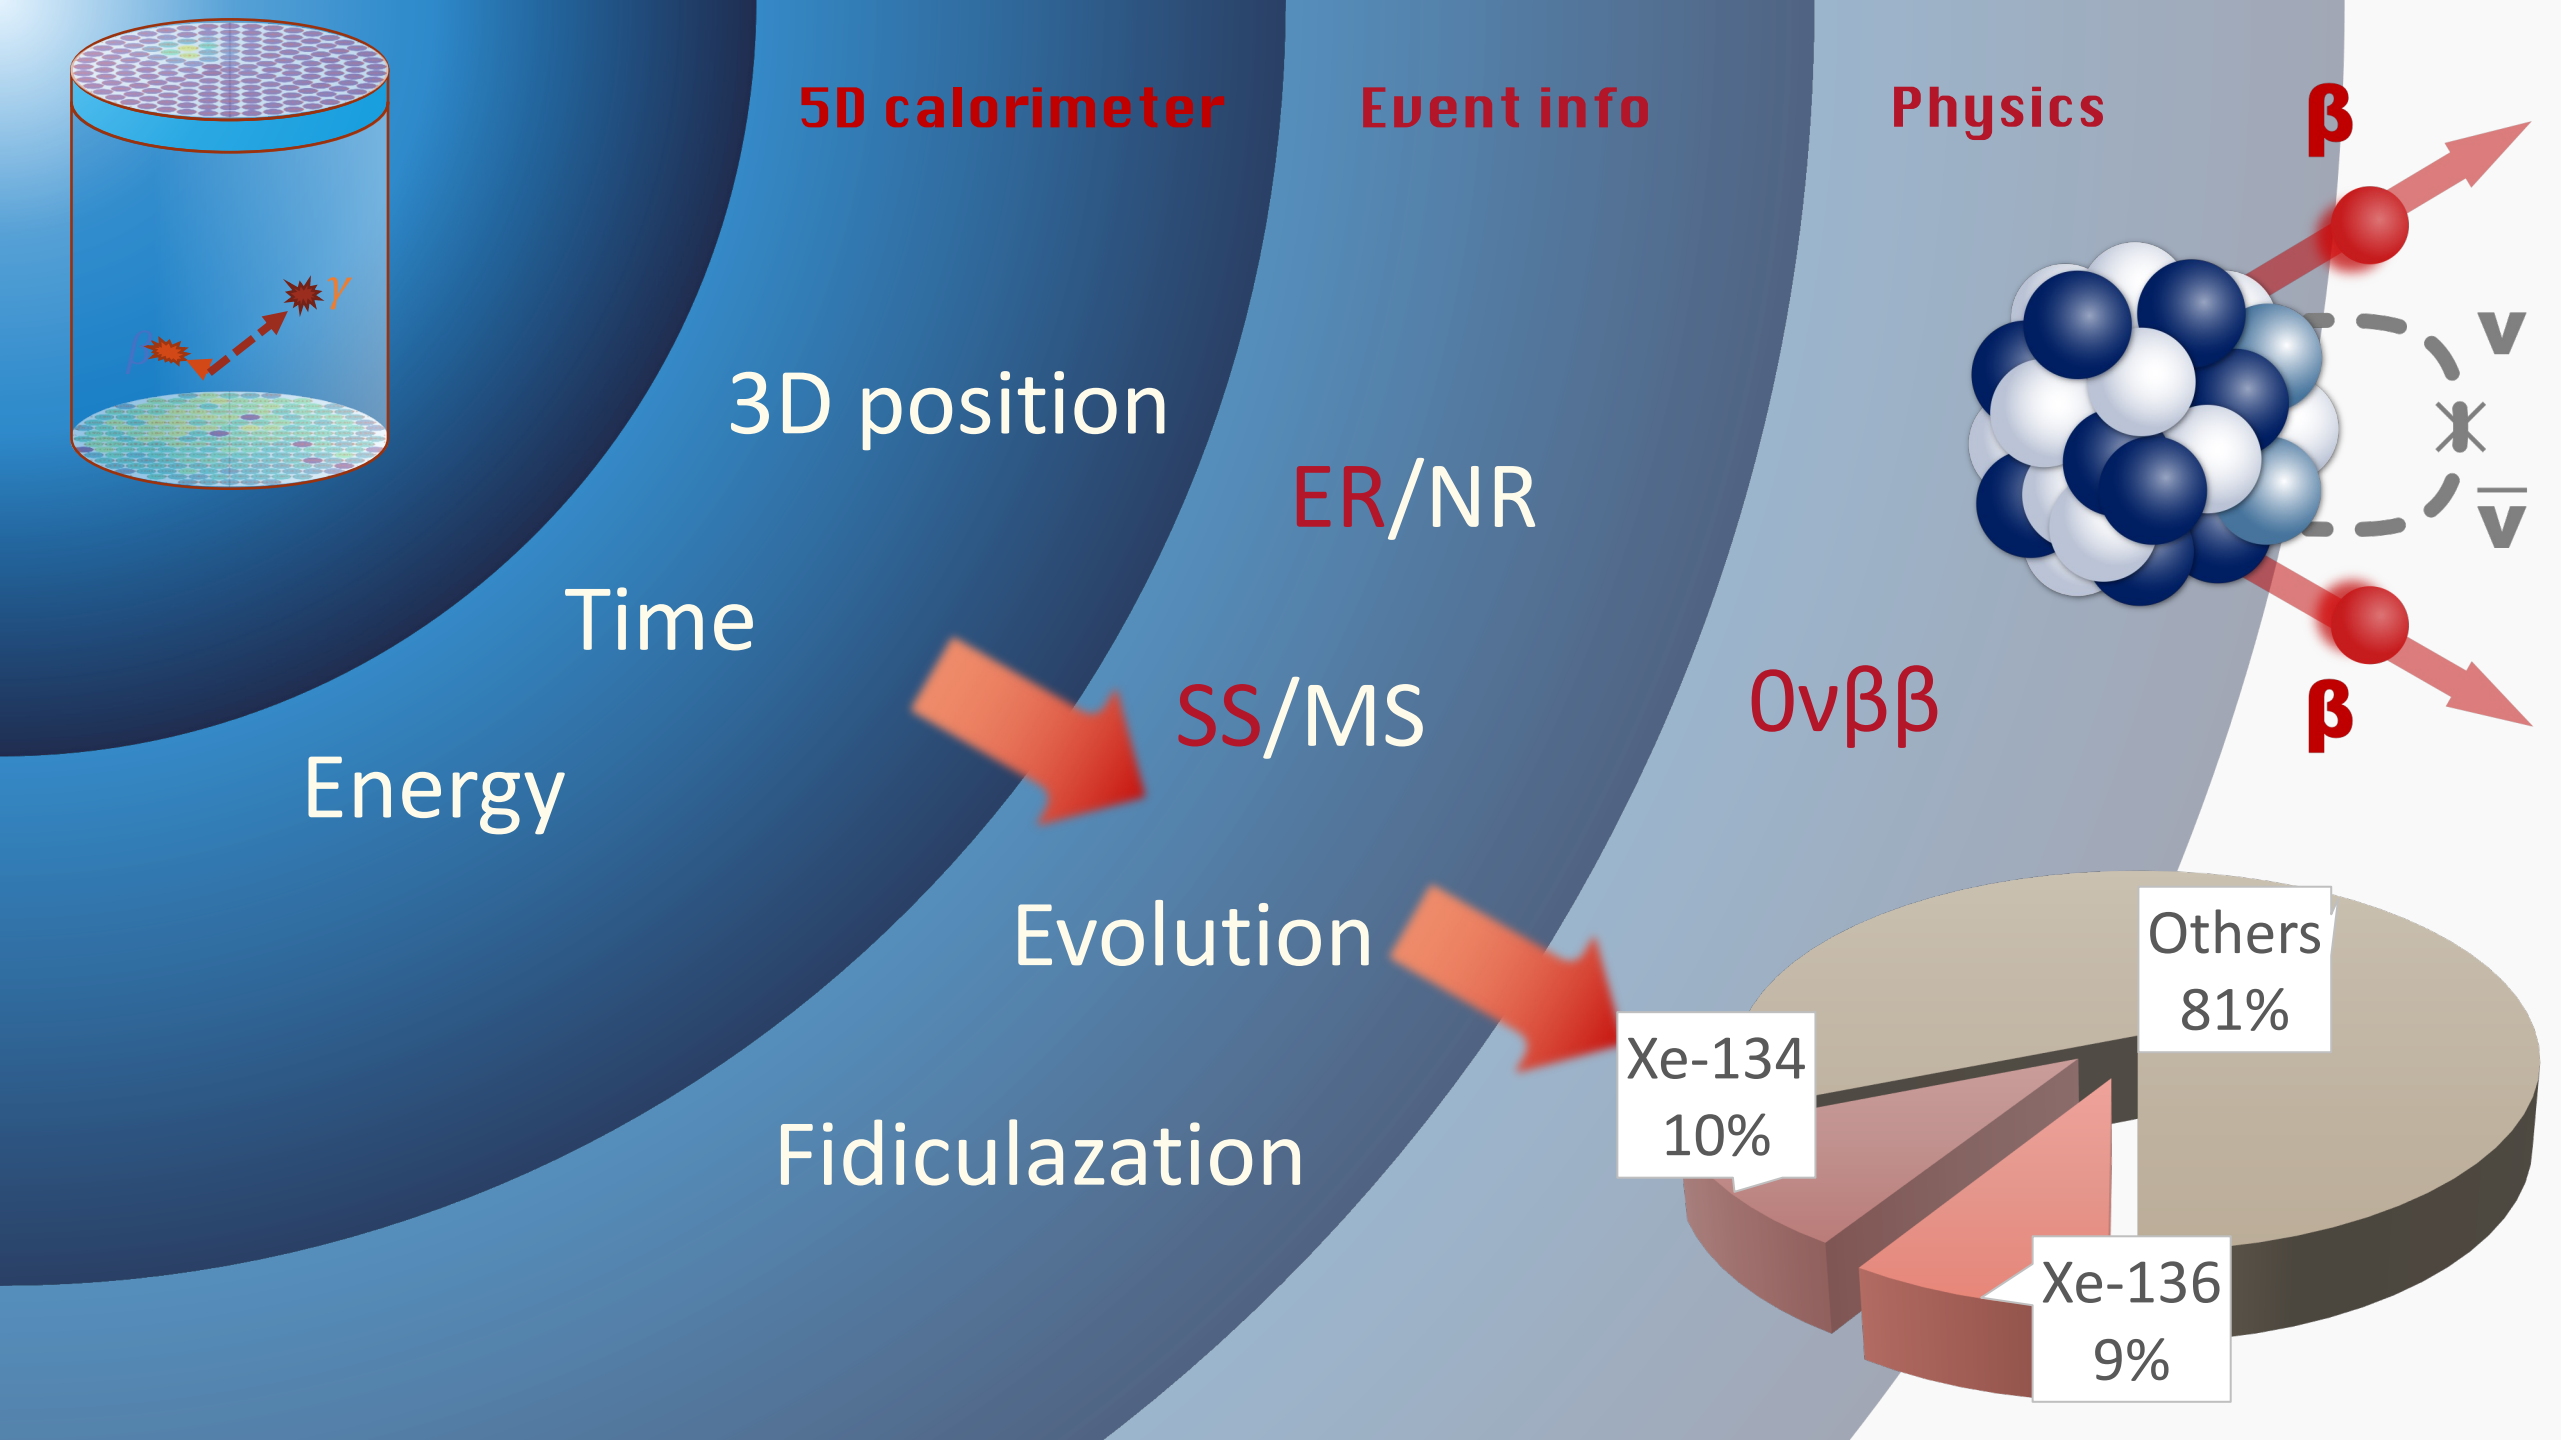 5D calorimeter
Event info
Physics
β
γ
β
3D position
ER/NR
Time
SS/MS
0νββ
Energy
Evolution
Fidiculazation
ν
ν̅
β
Others
81%
Xe-134
10%
Xe-136
9%